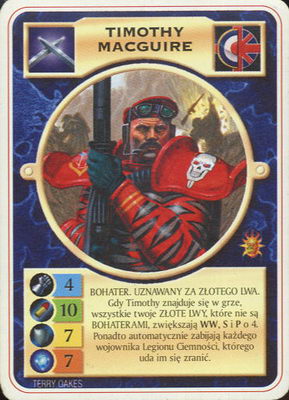 TIMOTHY
MACGUIRE
4
10
7
7
BOHATER. UZNAWANY ZA ZŁOTEGO LWA.
Gdy Timothy znajduje się w grze,
wszystkie twoje ZŁOTE LWY, które nie są
BOHATERAMI, zwiększają WW, S i P o 4.
Ponadto automatycznie zabijają każdego
wojownika Legionu Ciemności, którego
uda im się zranić.
TERRY OAKES